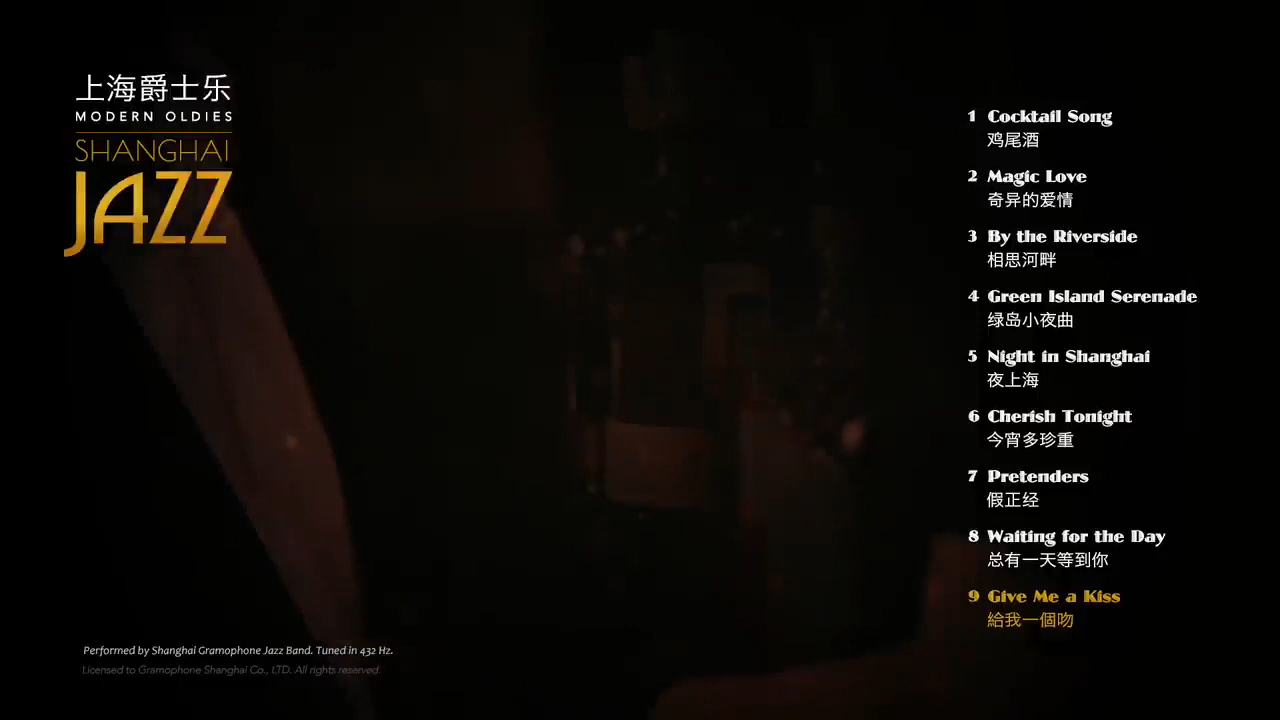 上海爵士乐
MODERN OLDIES
SHANGHAI
JAZZ
1 Cocktail Song
鸡尾酒
2 Magic Love
奇异的爱情
3 By the Riverside
相思河畔
4 Green Island Serenade
绿岛小夜曲
5 Night in Shanghai
夜上海
6 Cherish Tonight
今宵多珍重
7 Pretenders
假正经
8 Waiting for the Day
总有一天等到你
9 Give Me a Kiss
給我一個吻
Performed by Shanghai Gramophone Jazz Band. Tuned in 432 Hz.
Licensed to Gramophone Shanghai Co., LTD. All rights reserved.